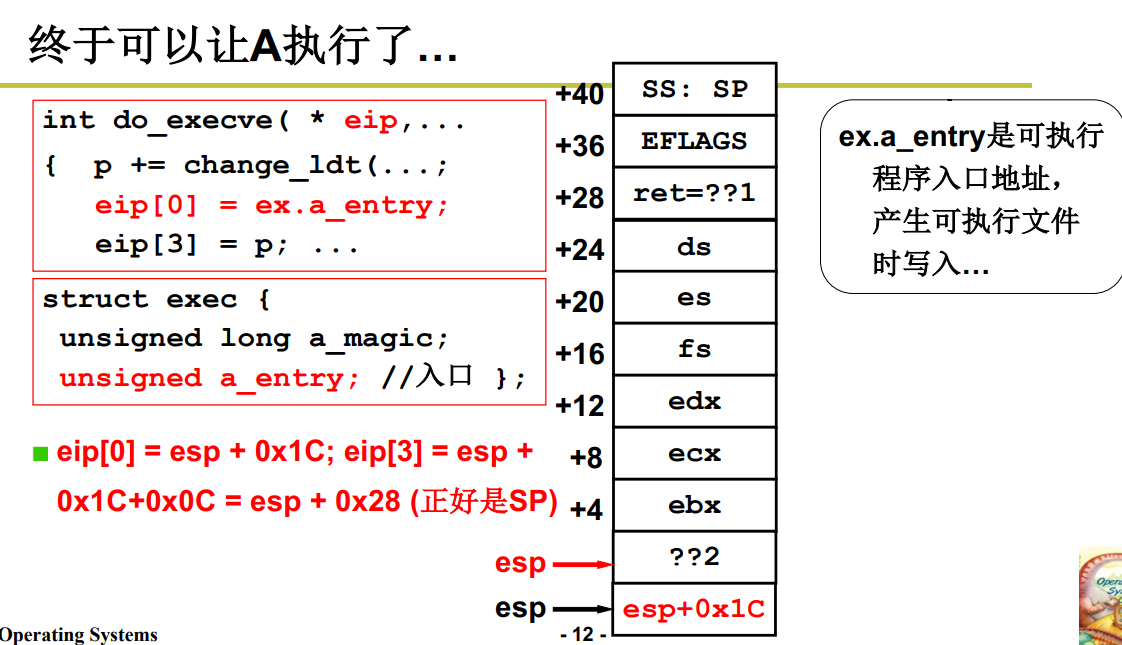 终于可以让A执行了...
int do_execve( * eip,...
{  p += change_ldt(...;
eip[0] = ex.a_entry;
eip[3] = p; ...
struct exec {
unsigned long a_magic;
unsigned a_entry; //入口 };
eip[0] = esp + 0x1C; eip[3] = esp +
0x1C+0x0C = esp + 0x28 (正好是SP)
+40 SS: SP
+36 EFLAGS
+28 ret=??1
+24 ds
+20 es
+16 fs
+12 edx
+8 ecx
+4 ebx
esp ??2
esp esp+0x1C
ex.a_entry是可执行
程序入口地址，
产生可执行文件
时写入...
Operating Systems
- 12 -